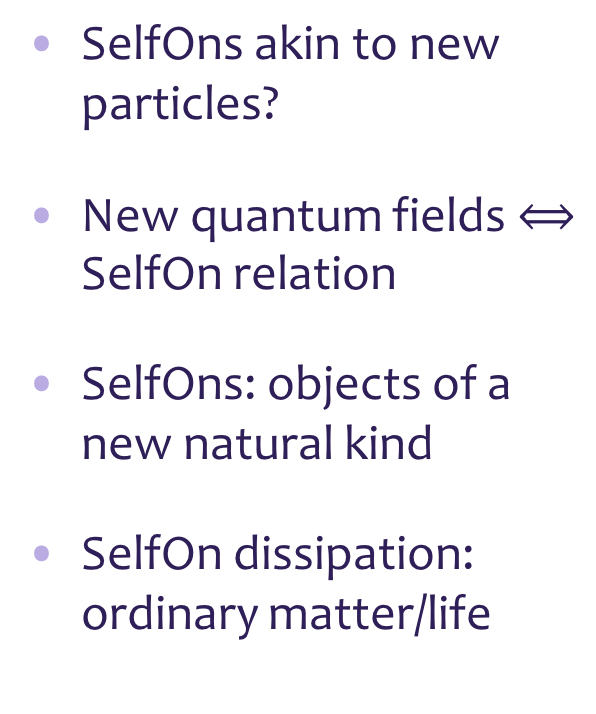 • SelfOns akin to new
particles?
• New quantum fields ⟺
SelfOn relation
• SelfOns: objects of a
new natural kind
• SelfOn dissipation:
ordinary matter/life